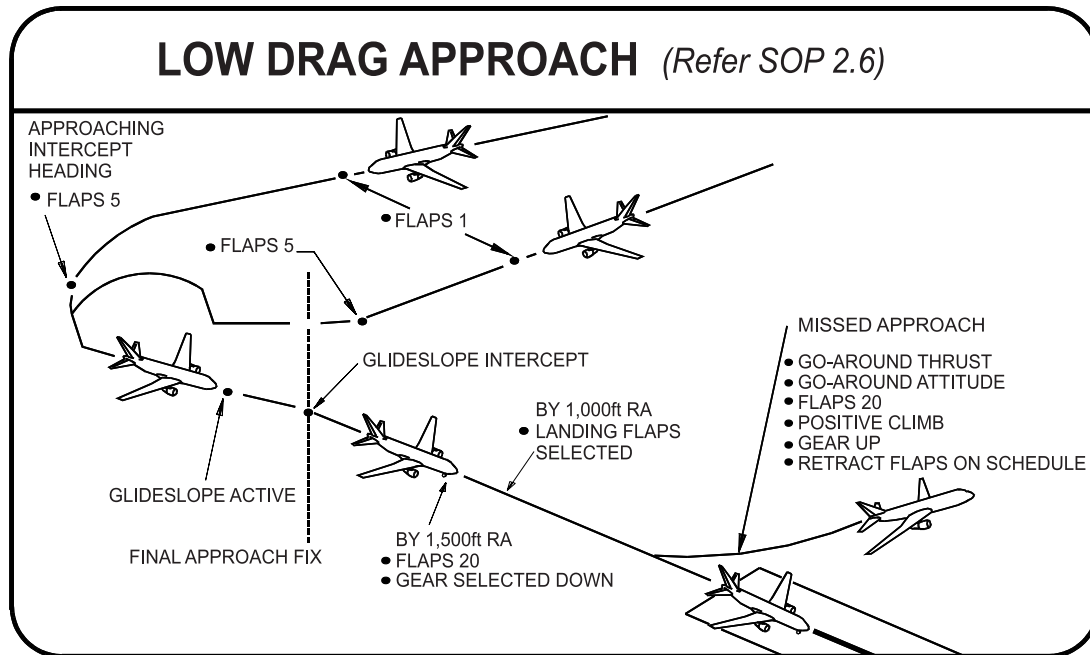 LOW DRAG APPROACH (Refer SOP 2.6)
APPROACHING
INTERCEPT
HEADING
• FLAPS 5
• FLAPS 1
• FLAPS 5
GLIDESLOPE INTERCEPT
GLIDESLOPE ACTIVE
FINAL APPROACH FIX
BY 1,500ft RA
• FLAPS 20
• GEAR SELECTED DOWN
BY 1,000ft RA
• LANDING FLAPS
SELECTED
MISSED APPROACH
• GO-AROUND THRUST
• GO-AROUND ATTITUDE
• FLAPS 20
• POSITIVE CLIMB
• GEAR UP
• RETRACT FLAPS ON SCHEDULE